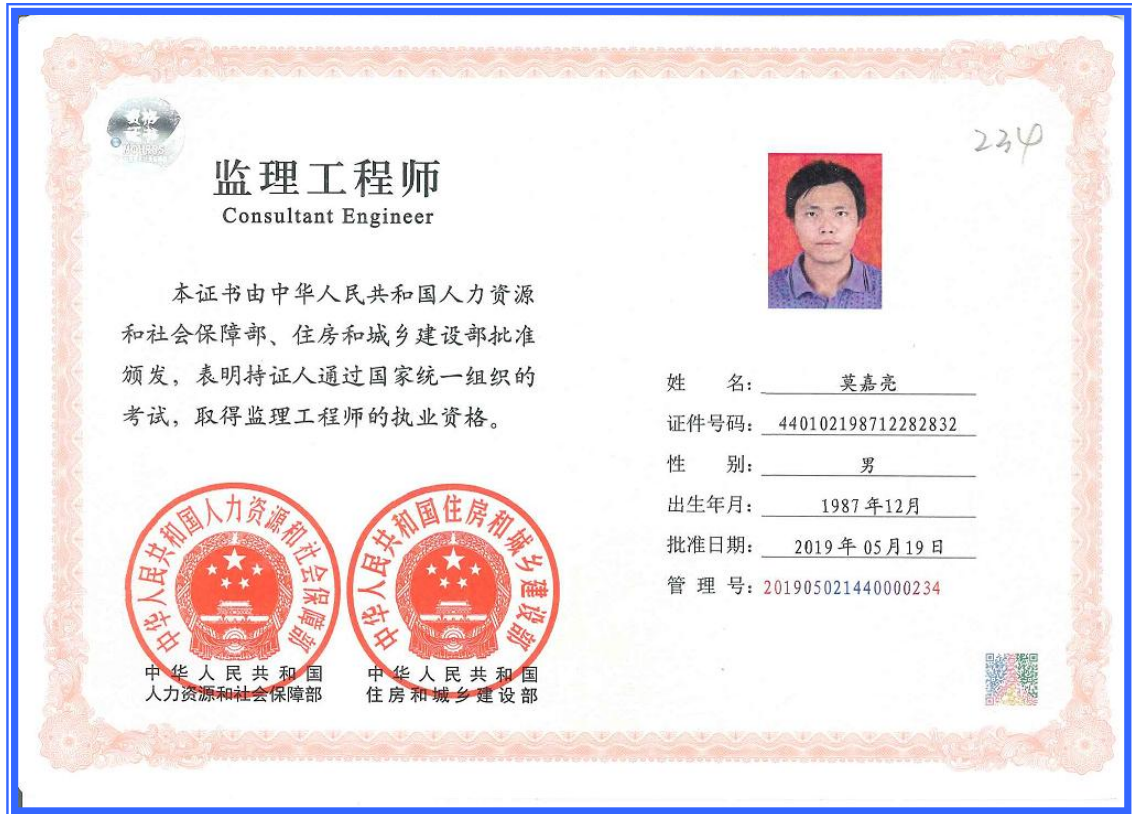 资格
证书
监理工程师
Consultant Engineer
本证书由中华人民共和国人力资源
和社会保障部、住房和城乡建设部批准
颁发，表明持证人通过国家统一组织的
考试，取得监理工程师的执业资格。
中华人民共和国人力资源和社会保障部
中华人民共和国住房和城乡建设部
中华人民共和国
人力资源和社会保障部
中华人民共和国
住房和城乡建设部
234
姓 名：莫嘉亮
证件号码：440102198712282832
性 别：男
出生年月：1987年12月
批准日期：2019年05月19日
管 理 号：201905021440000234